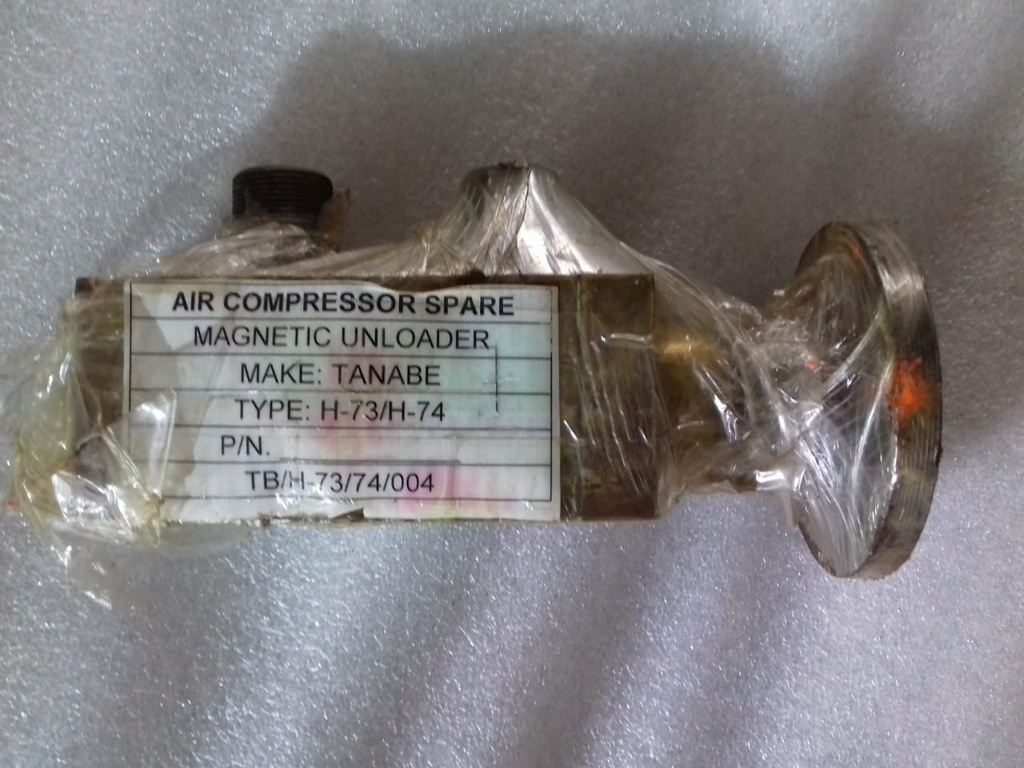 AIR COMPRESSOR SPARE
MAGNETIC UNLOADER
MAKE: TANABE
TYPE: H-73/H-74
P/N.
TB/H-73/74/004